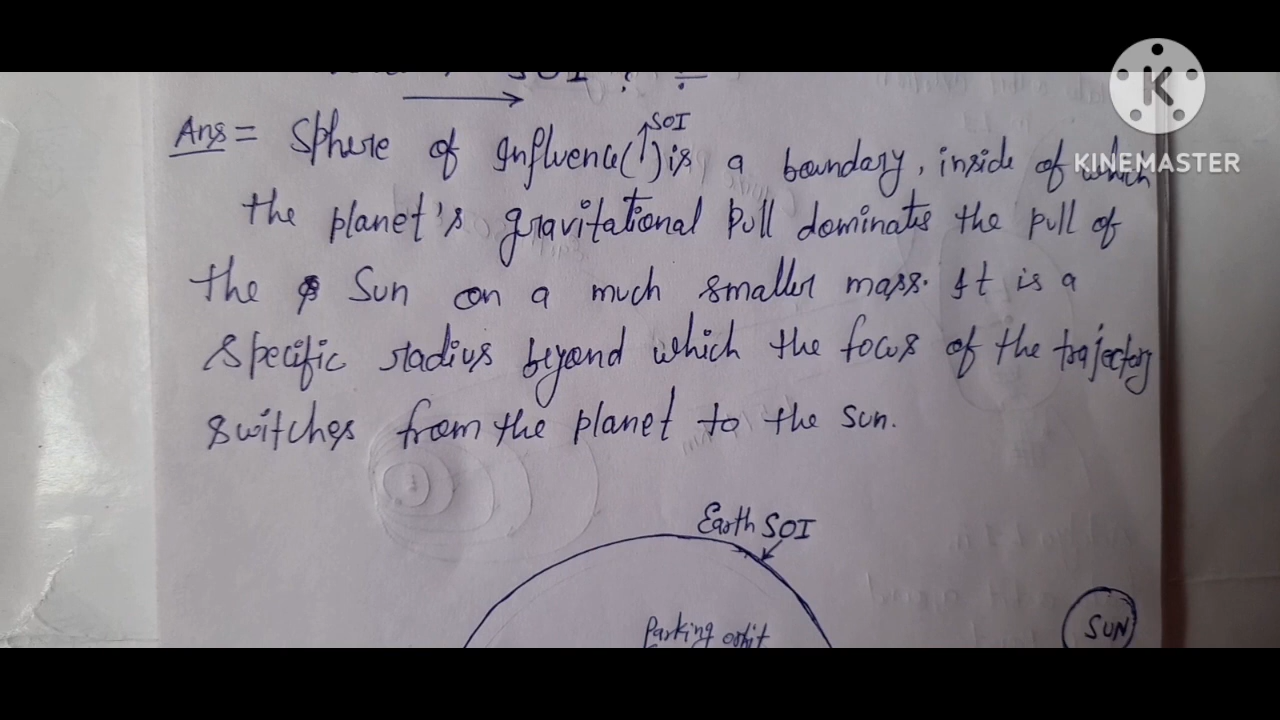 SOI ?
Ans = Sphere of Influence (SOI) is a boundary, inside of which
the planet's gravitational pull dominates the pull of
the Sun on a much smaller mass. It is a
specific radius beyond which the focus of the trajectory
switches from the planet to the sun.
Earth SOI
Parking orbit
SUN
K
KINEMASTER